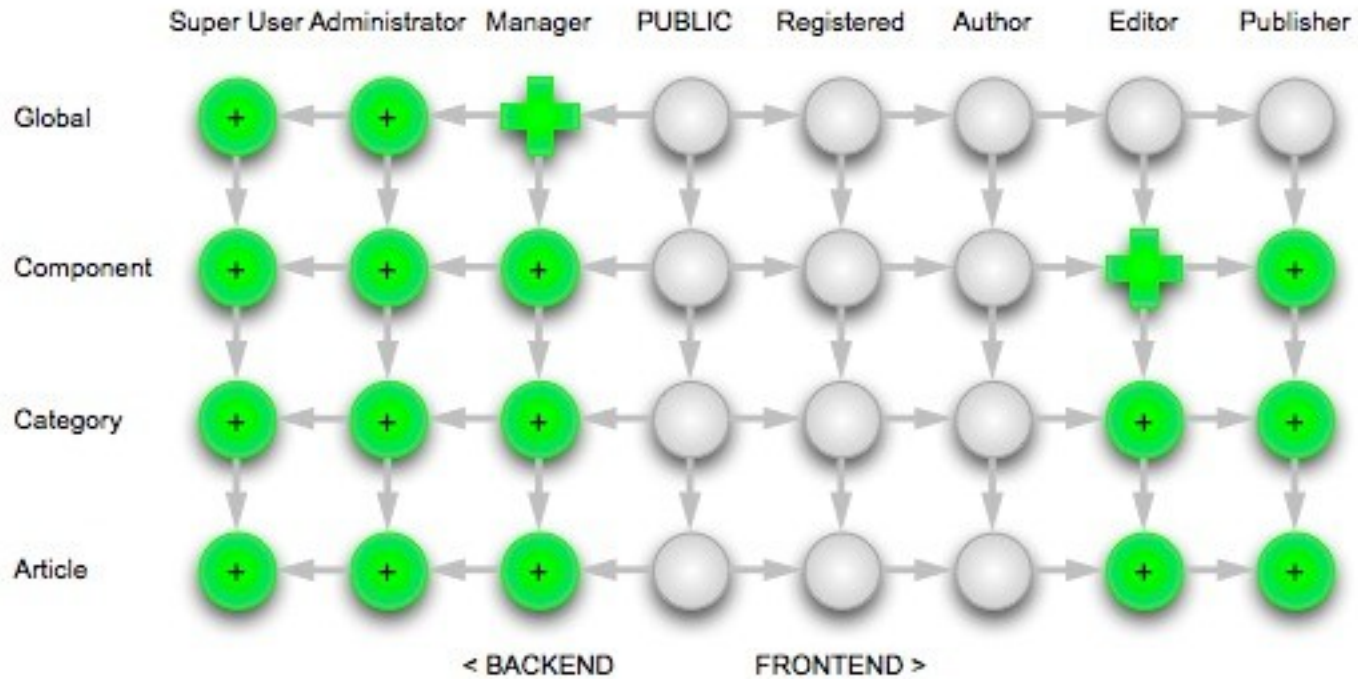 Super User Administrator Manager PUBLIC Registered Author Editor Publisher
Global + +
Component + + + +
Category + + + + +
Article + + + + +
< BACKEND FRONTEND >